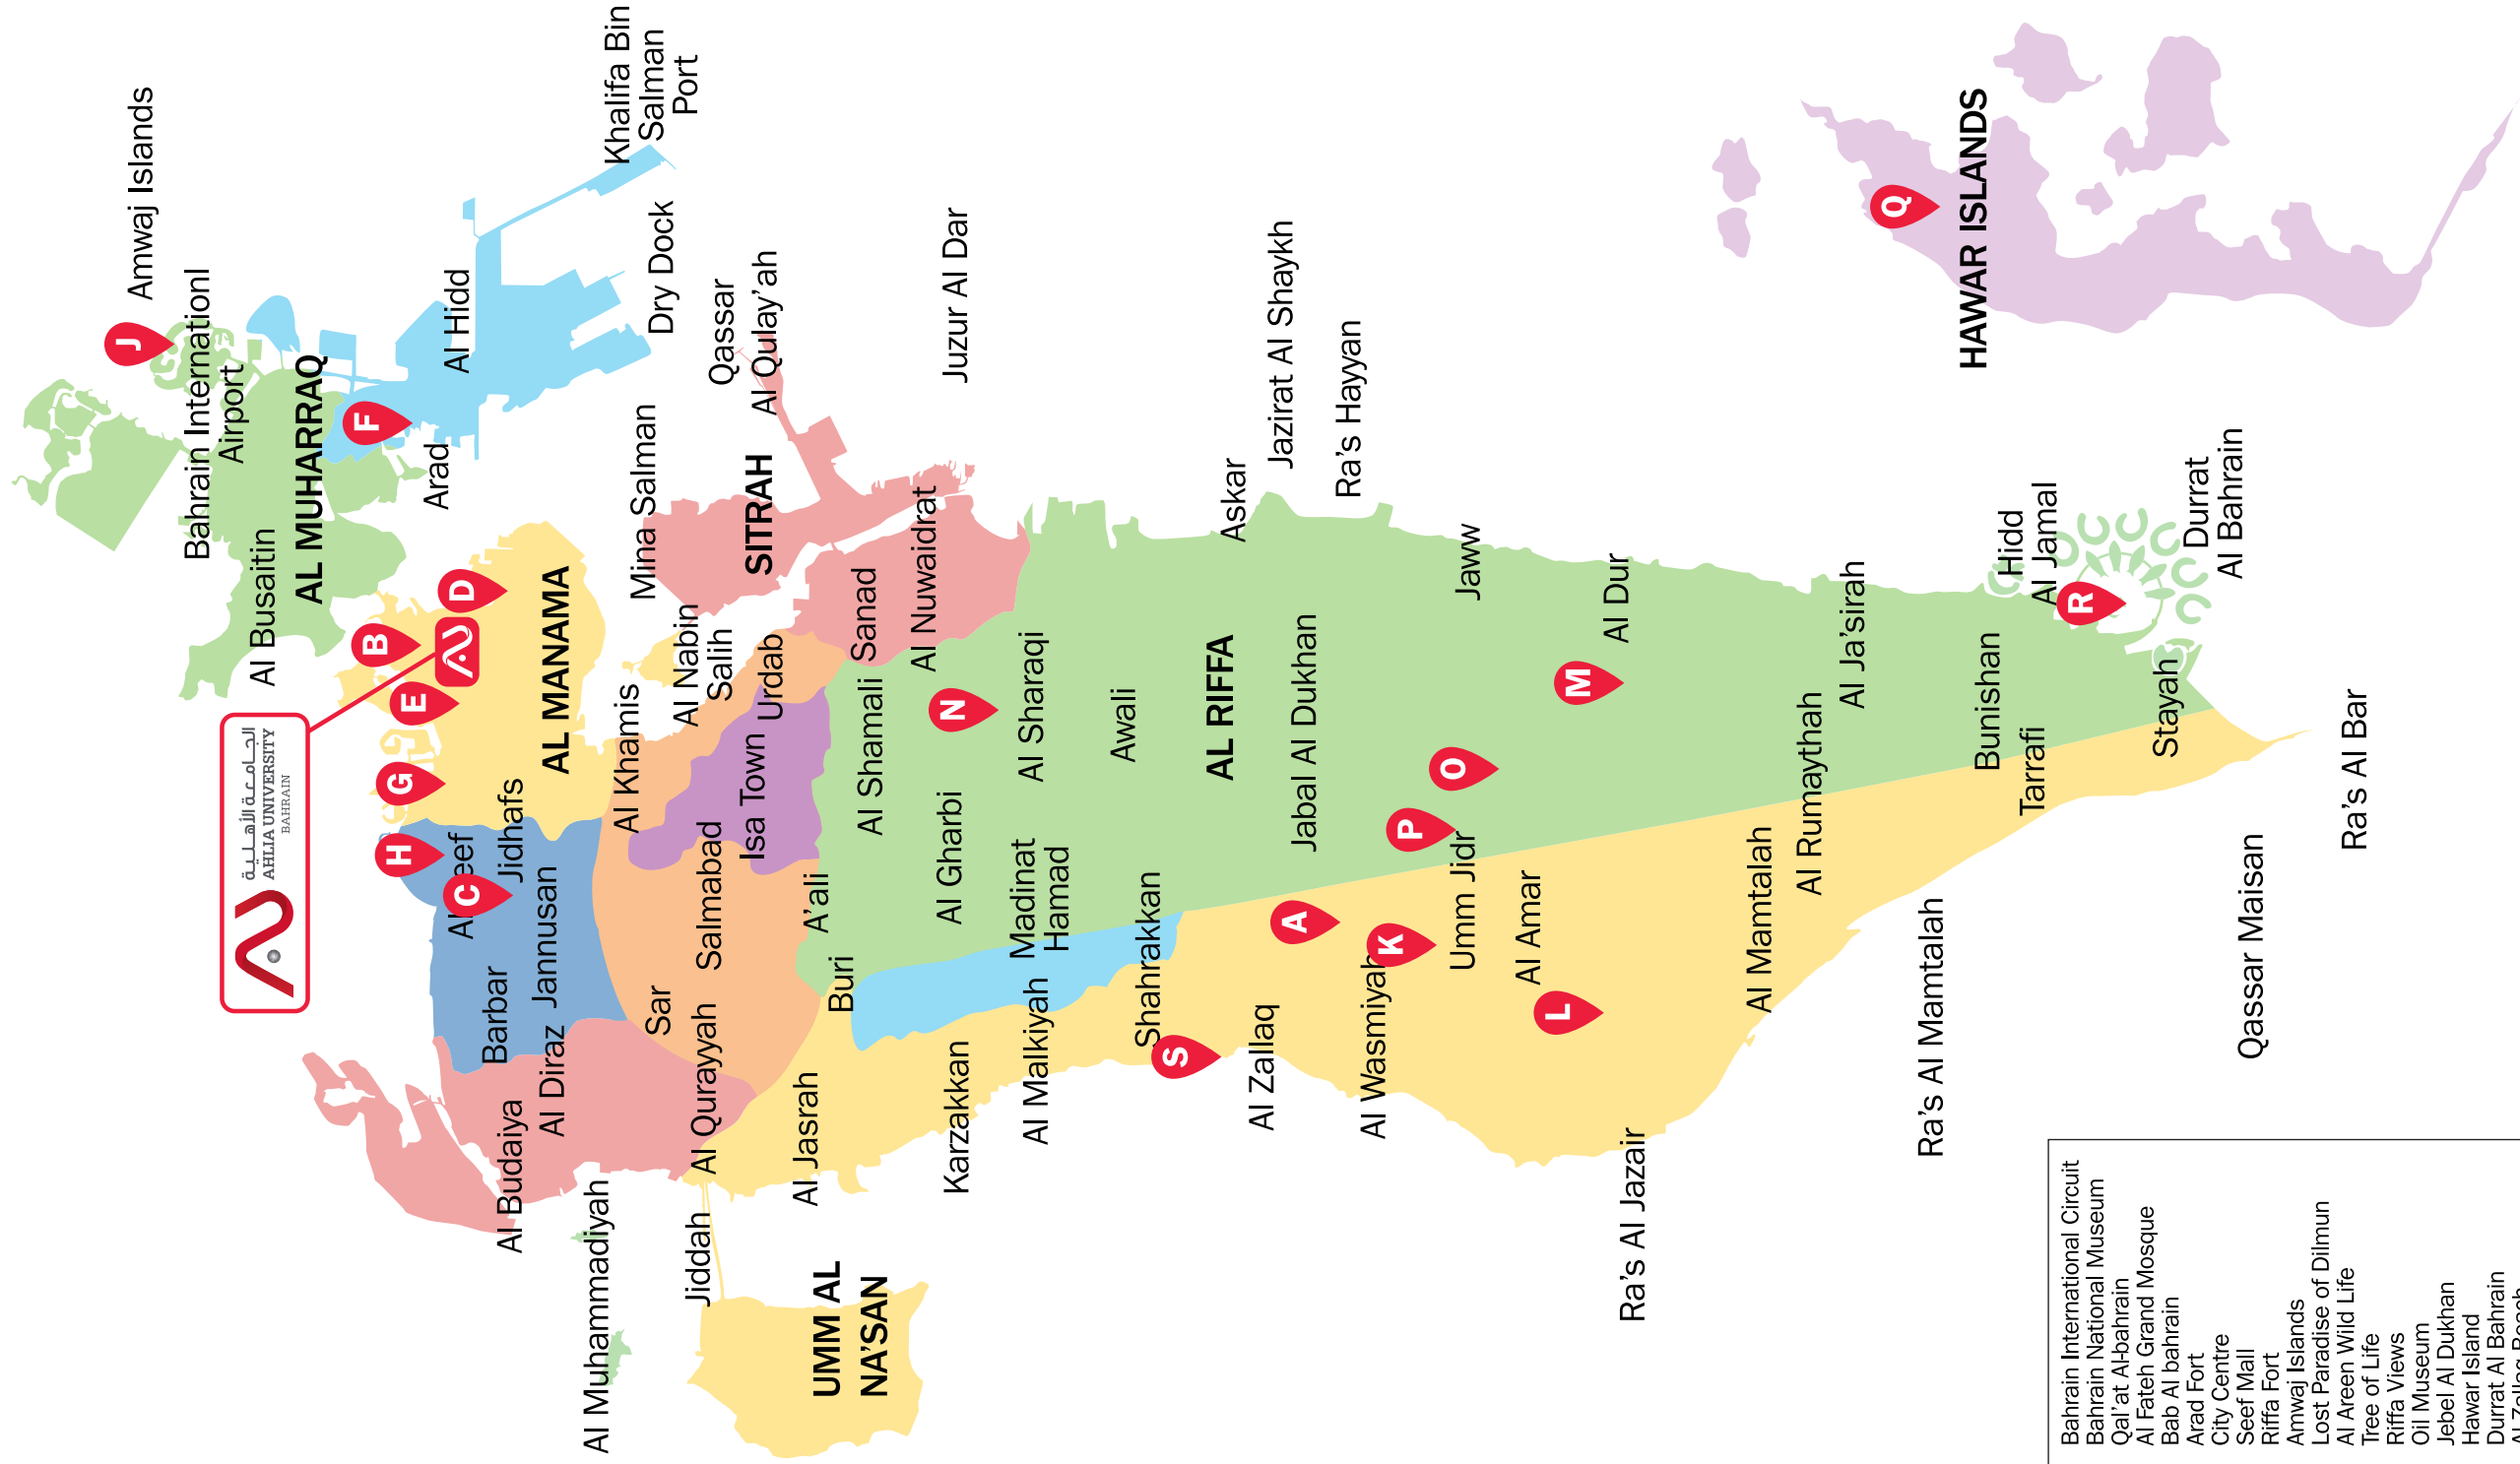 Amwaj Islands
J
Bahrain Internationl
Airport
Al Busaitin
AL MUHARRAQ
F
Arad
Al Hidd
Khalifa Bin
Salman
Port
Dry Dock
الجامعة الأهلية
AHLIA UNIVERSITY
BAHRAIN
B
D
E
G
H
C
AL MANAMA
Jidhafs
Barbar
Jannusan
Al Diraz
Al Budaiya
Al Khamis
Mina Salman
Al Nabin
Salih
Qassar
Al Qulay’ah
SITRAH
Urdab
Isa Town
Salmabad
Sar
Al Qurayyah
Al Muhammadiyah
Jiddah
UMM AL
NA’SAN
Al Jasrah
A’ali
Buri
Sanad
Al Nuwaidrat
Al Shamali
Juzur Al Dar
N
Al Gharbi
Karzakkan
Al Sharaqi
Madinat
Hamad
Al Malkiyah
Awali
Shahrakkan
S
AL RIFFA
Askar
Al Zallaq
Jazirat Al Shaykh
Jabal Al Dukhan
A
Ra’s Hayyan
K
Al Wasmiyah
P
O
Jaww
Umm Jidr
Al Amar
M
L
Al Dur
Ra’s Al Jazair
Al Mamtalah
Al Rumaythah
Al Ja’sirah
Ra’s Al Mamtalah
Q
HAWAR ISLANDS
Bunishan
Hidd
Al Jamal
Tarrafi
R
Stayah
Durrat
Al Bahrain
Qassar Maisan
Ra’s Al Bar
Bahrain International Circuit
Bahrain National Museum
Qal’at Al-bahrain
Al Fateh Grand Mosque
Bab Al bahrain
Arad Fort
City Centre
Seef Mall
Riffa Fort
Amwaj Islands
Lost Paradise of Dilmun
Al Areen Wild Life
Tree of Life
Riffa Views
Oil Museum
Jebel Al Dukhan
Hawar Island
Durrat Al Bahrain